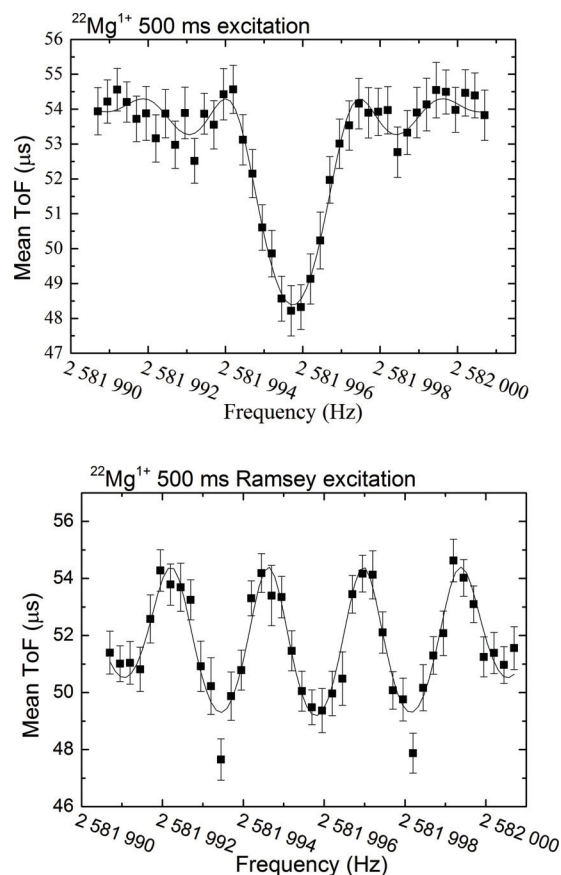 ²²Mg¹⁺ 500 ms excitation
56
55
54
53
52
51
50
49
48
47
Mean ToF (μs)
2 581 990
2 581 992
2 581 994
2 581 996
2 581 998
2 582 000
Frequency (Hz)
²²Mg¹⁺ 500 ms Ramsey excitation
56
54
52
50
48
46
Mean ToF (μs)
2 581 990
2 581 992
2 581 994
2 581 996
2 581 998
2 582 000
Frequency (Hz)